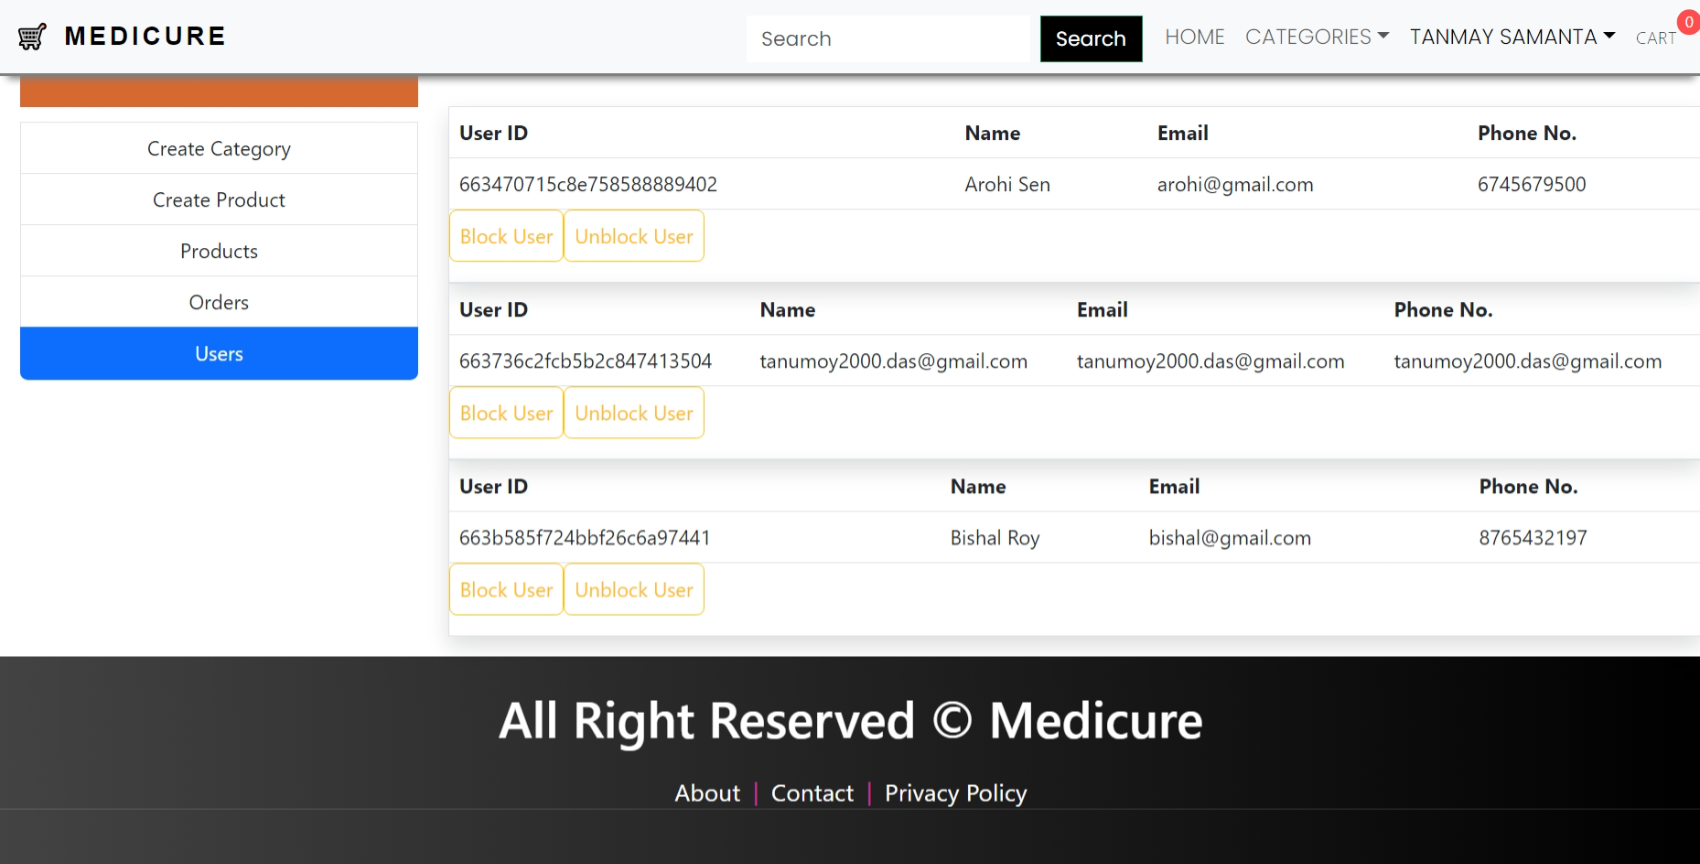 MEDICURE
Search Search HOME CATEGORIES TANMAY SAMANTA CART 0
Create Category
Create Product
Products
Orders
Users
User ID Name Email Phone No.
663470715c8e758588889402 Arohi Sen arohi@gmail.com 6745679500
Block User Unblock User
User ID Name Email Phone No.
663736c2fcb5b2c847413504 tanumoy2000.das@gmail.com tanumoy2000.das@gmail.com tanumoy2000.das@gmail.com
Block User Unblock User
User ID Name Email Phone No.
663b585f724bbf26c6a97441 Bishal Roy bishal@gmail.com 8765432197
Block User Unblock User
All Right Reserved © Medicure
About | Contact | Privacy Policy